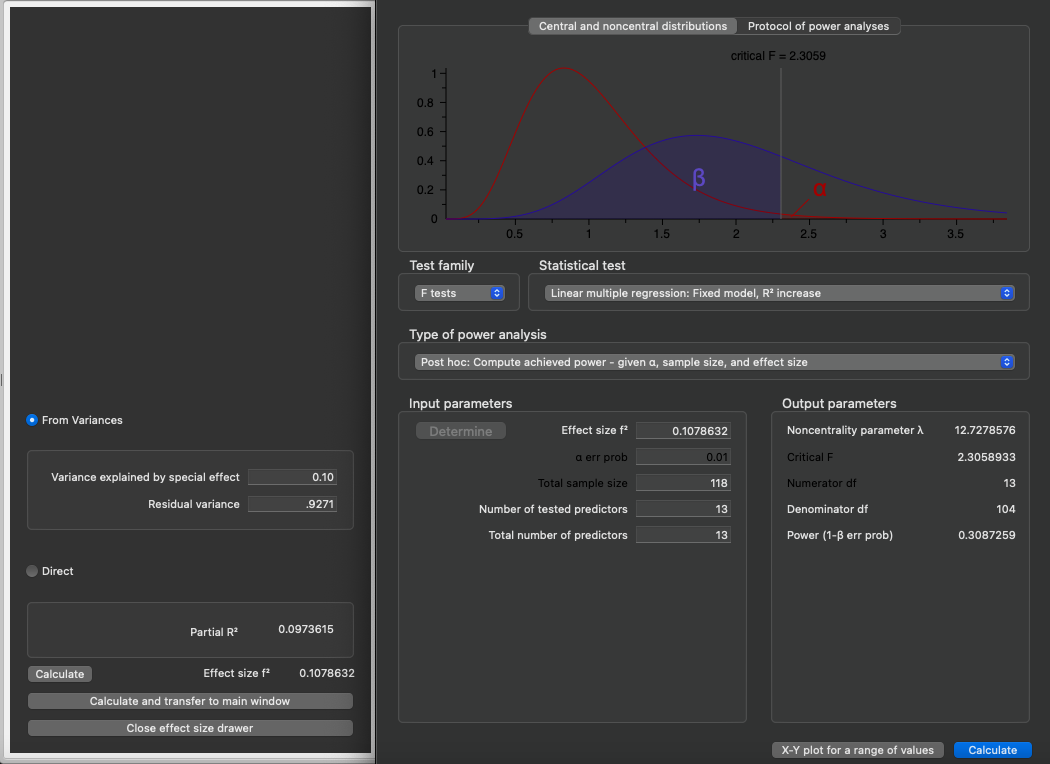 Central and noncentral distributions Protocol of power analyses
critical F = 2.3059
1
0.8
0.6
0.4
0.2
0
β
α
0.5 1 1.5 2 2.5 3 3.5
Test family Statistical test
F tests Linear multiple regression: Fixed model, R² increase
Type of power analysis
Post hoc: Compute achieved power - given α, sample size, and effect size
Input parameters
Determine Effect size f² 0.1078632
α err prob 0.01
Total sample size 118
Number of tested predictors 13
Total number of predictors 13
Output parameters
Noncentrality parameter λ 12.7278576
Critical F 2.3058933
Numerator df 13
Denominator df 104
Power (1-β err prob) 0.3087259
From Variances
Variance explained by special effect 0.10
Residual variance .9271
Direct
Partial R² 0.0973615
Calculate Effect size f² 0.1078632
Calculate and transfer to main window
Close effect size drawer
X-Y plot for a range of values Calculate